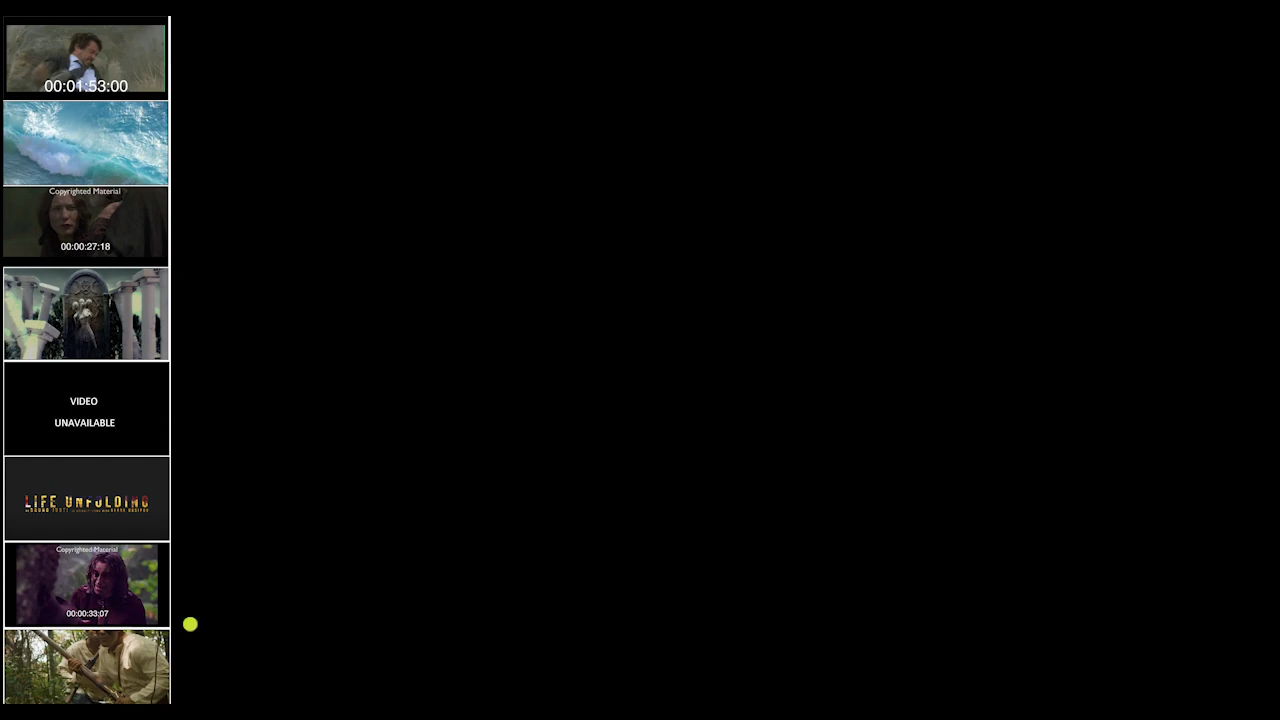 00:01:53:00
Copyrighted Material
00:00:27:18
VIDEO
UNAVAILABLE
LIFE UNFOLDING
Copyrighted Material
00:00:33:07